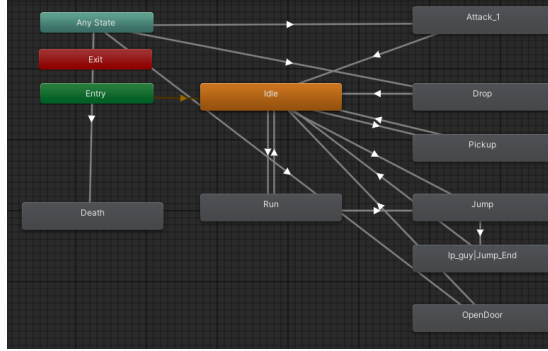 Any State
Attack_1
Exit
Entry
Idle
Drop
Pickup
Death
Run
Jump
lp_guy|Jump_End
OpenDoor